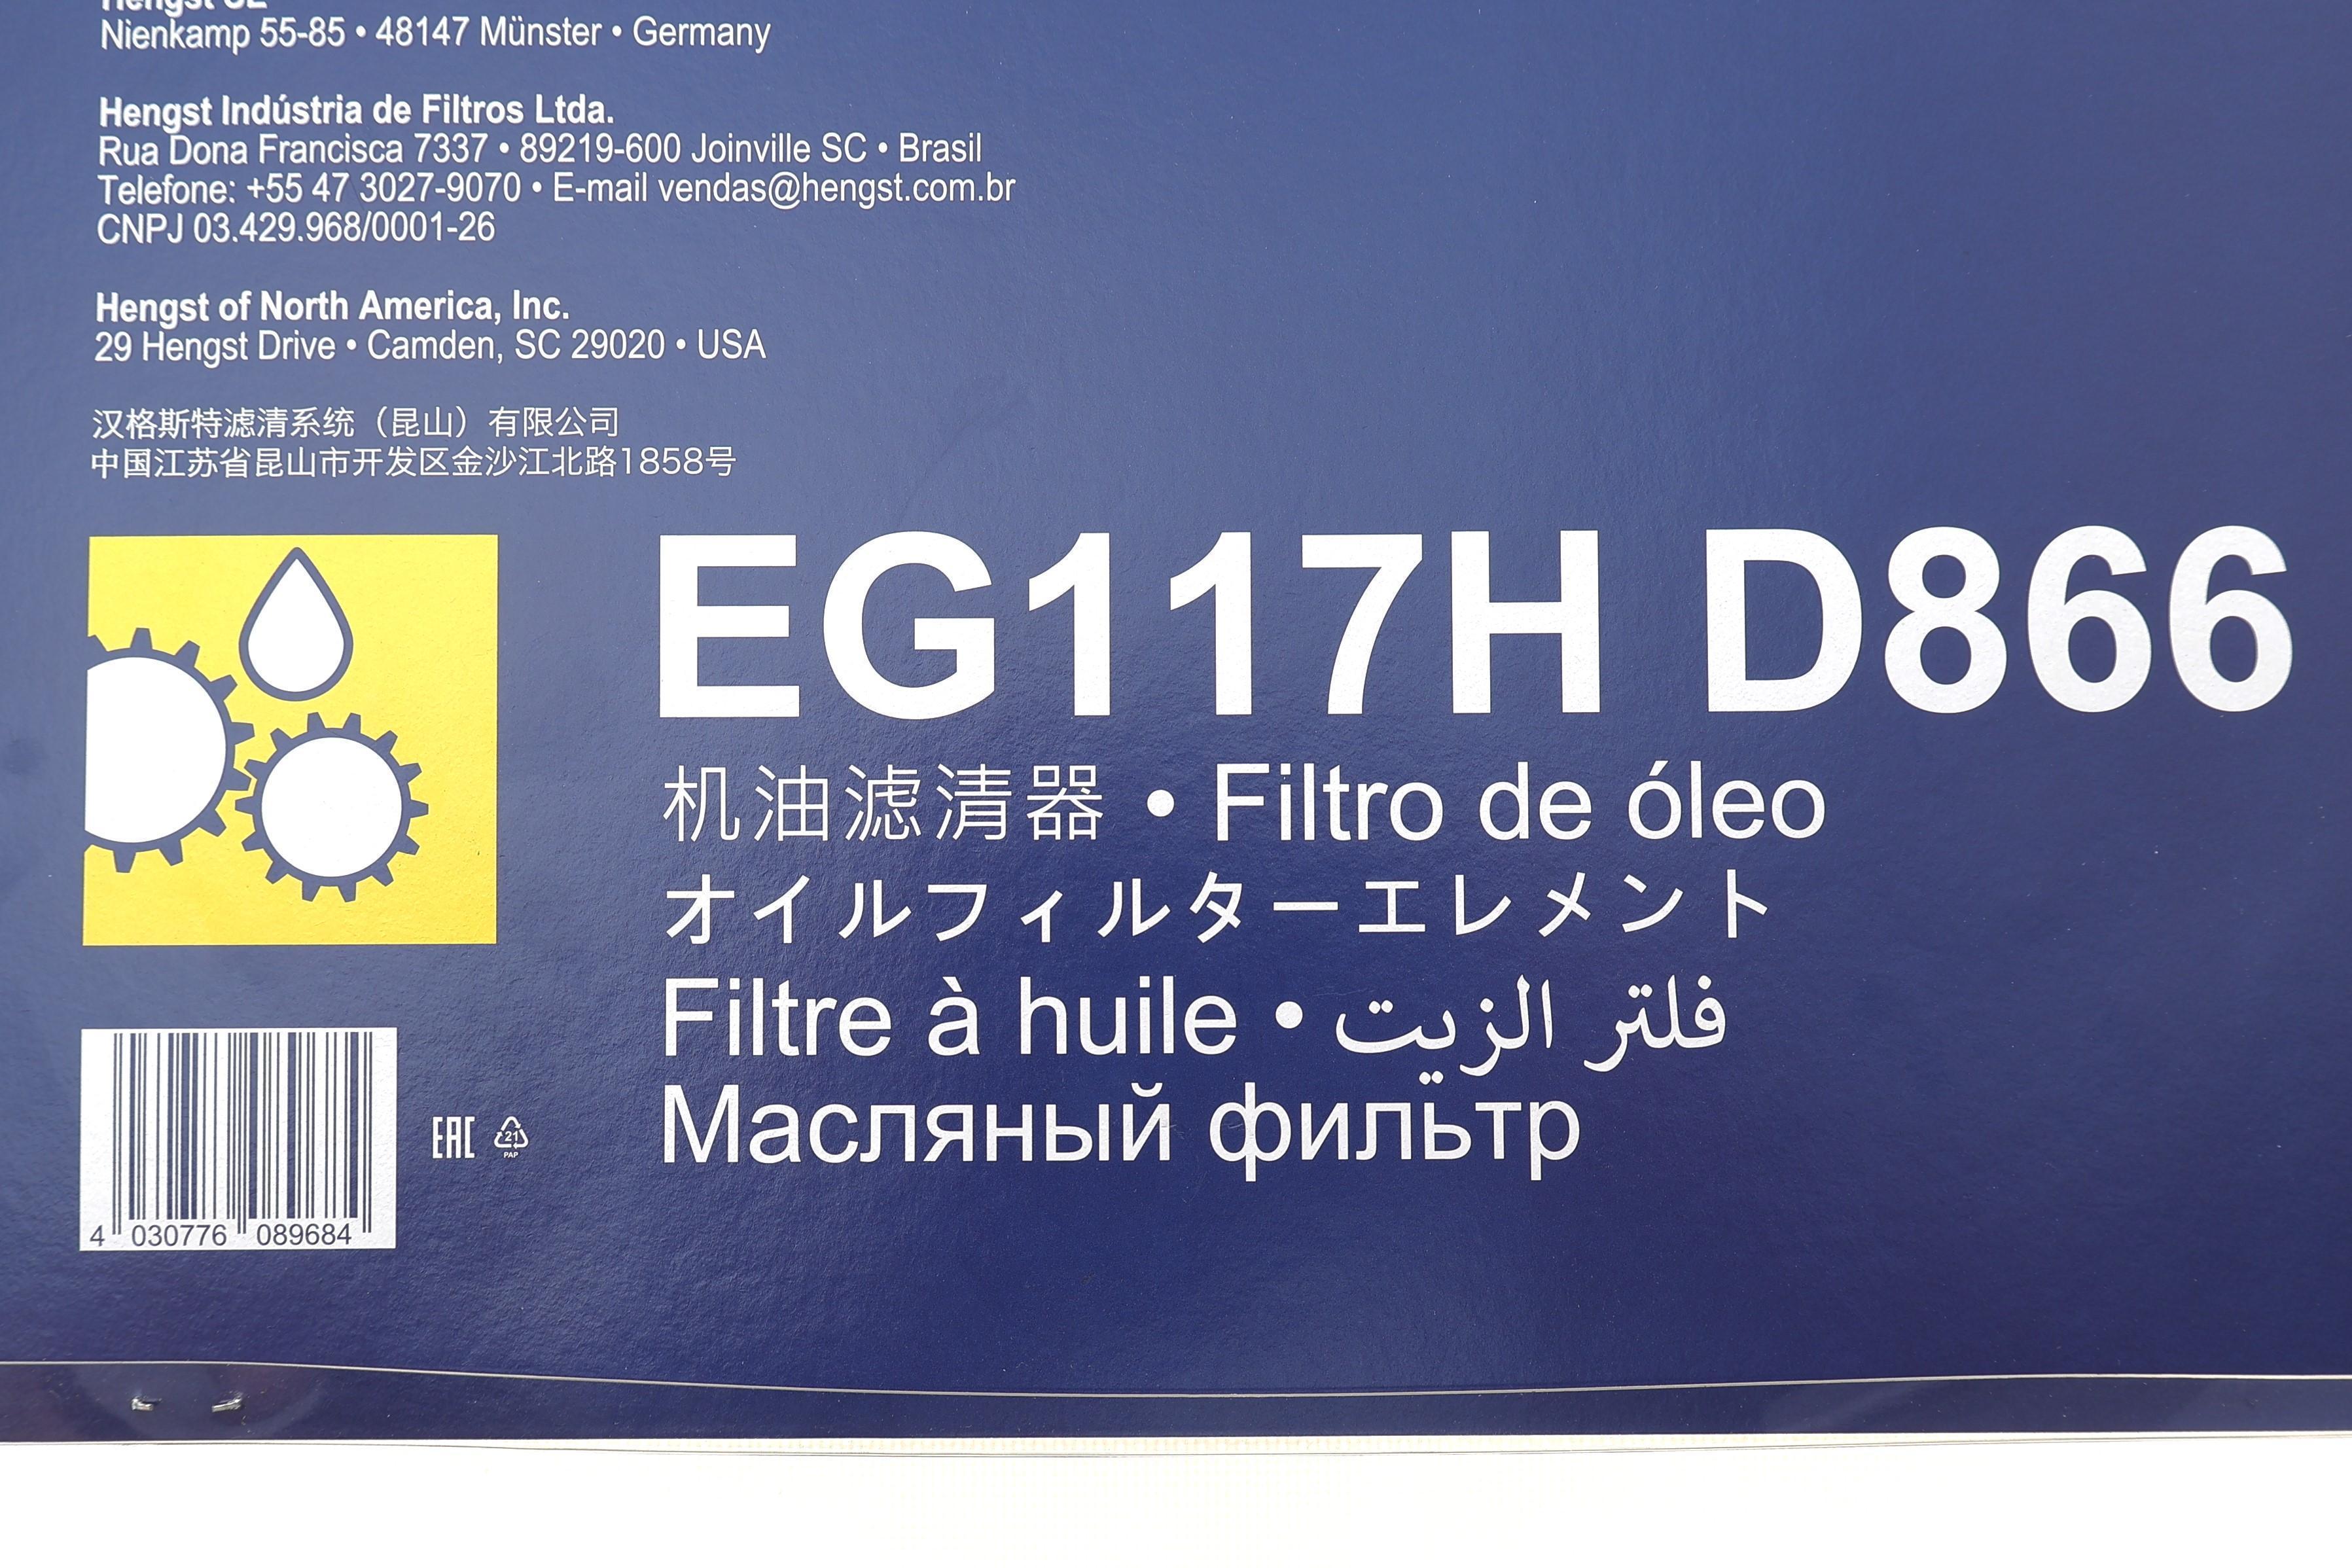 Hengst SE
Nienkamp 55-85 • 48147 Münster • Germany
Hengst Indústria de Filtros Ltda.
Rua Dona Francisca 7337 • 89219-600 Joinville SC • Brasil
Telefone: +55 47 3027-9070 • E-mail vendas@hengst.com.br
CNPJ 03.429.968/0001-26
Hengst of North America, Inc.
29 Hengst Drive • Camden, SC 29020 • USA
汉格斯特滤清系统（昆山）有限公司
中国江苏省昆山市开发区金沙江北路1858号
EG117H D866
机油滤清器 • Filtro de óleo
オイルフィルターエレメント
Filtre à huile • فلتر الزيت
Масляный фильтр
EAC
21
PAP
4 030776 089684